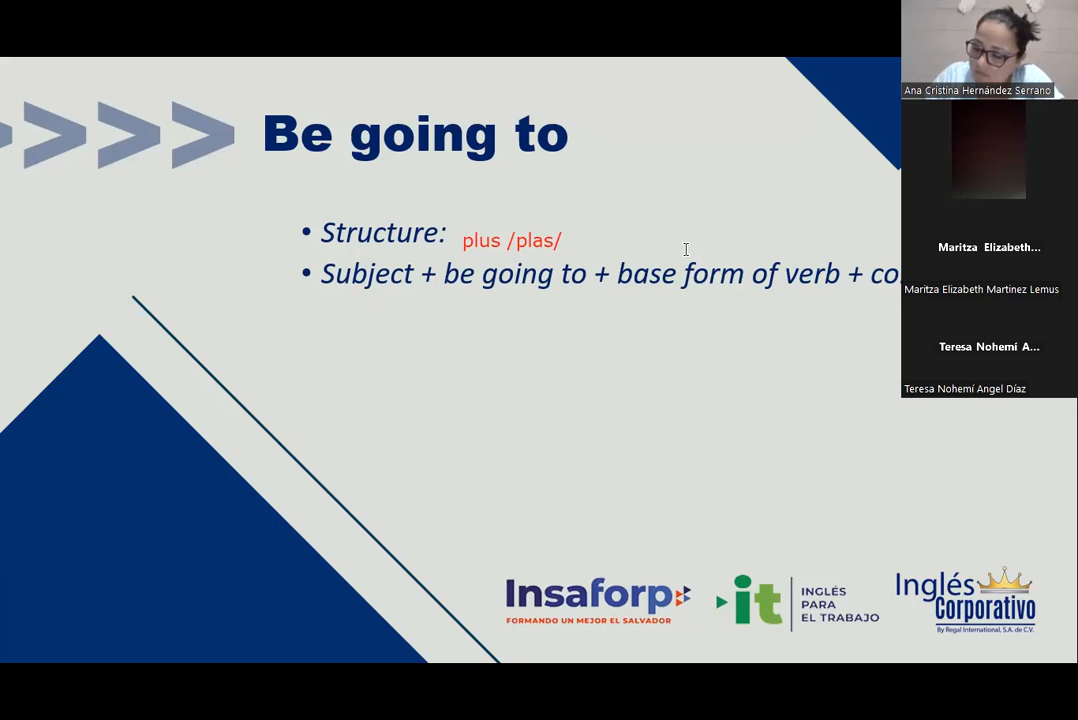 Ana Cristina Hernández Serrano
>>>> Be going to
• Structure: plus /plas/
• Subject + be going to + base form of verb + co
Maritza Elizabeth...
Maritza Elizabeth Martinez Lemus
Teresa Nohemí A...
Teresa Nohemí Angel Díaz
Insaforp
FORMANDO UN MEJOR EL SALVADOR
it
INGLÉS
PARA
EL TRABAJO
Inglés
Corporativo
By Regal International, S.A. de C.V.